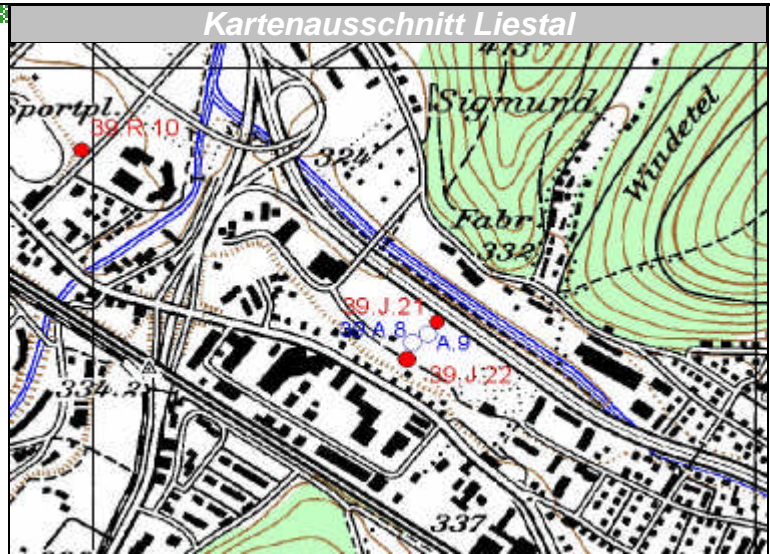 Kartenausschnitt Liestal
413
Sportpl.
39.R.10
Sigmund
324
Windetel
Fabr.
332
39.J.21
39.A.8
A.9
39.J.22
334.2
337